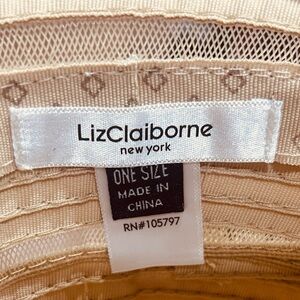 LizClaiborne
new york
ONE SIZE
MADE IN
CHINA
RN#105797